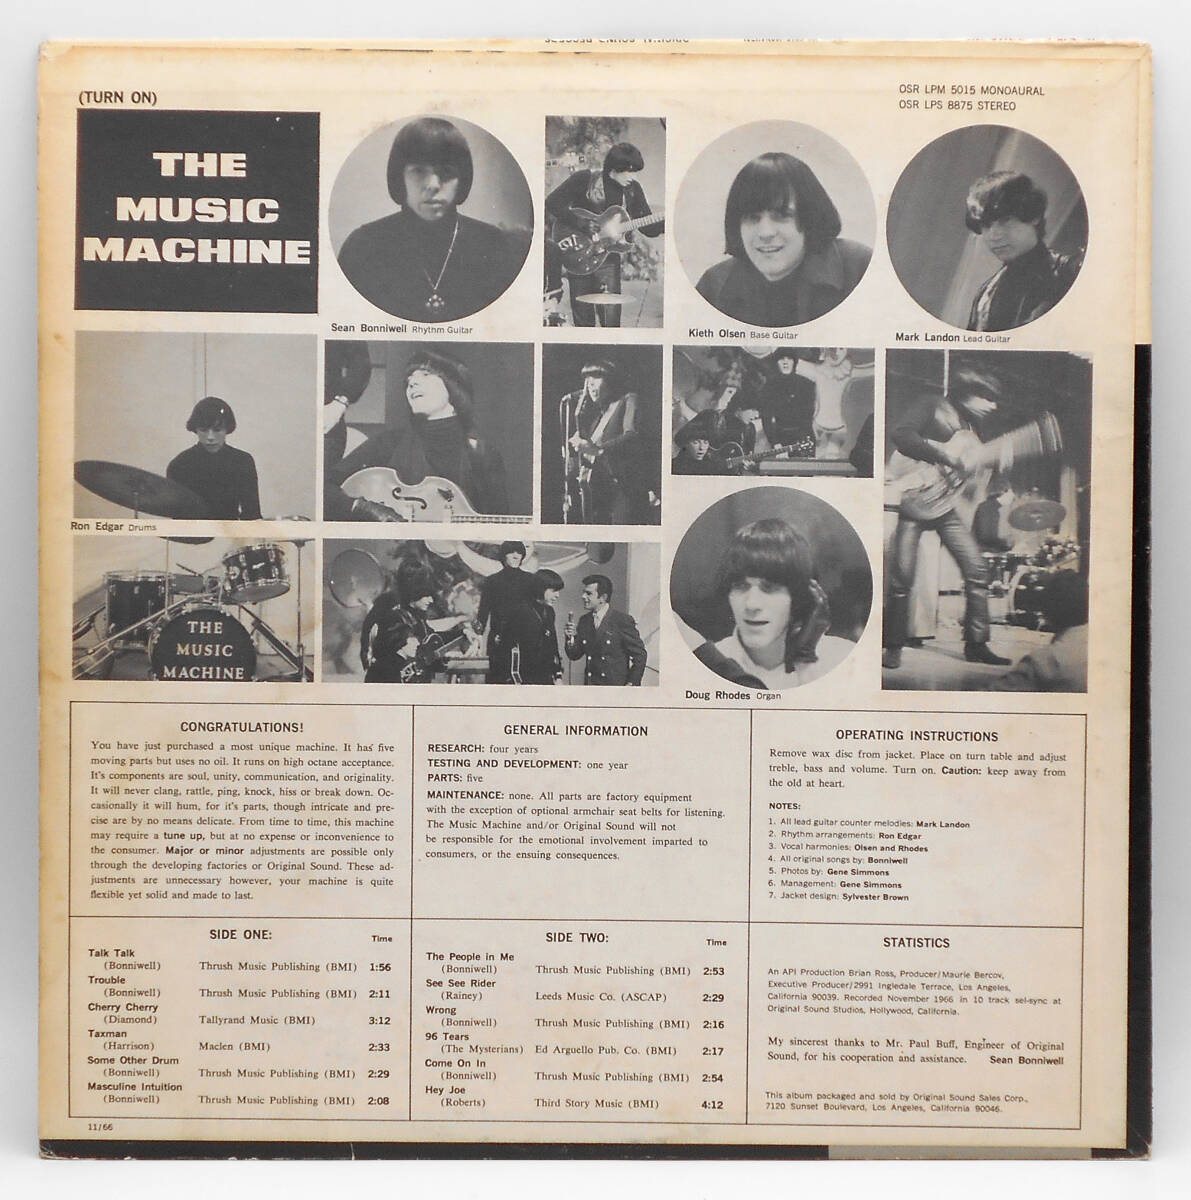 (TURN ON)
OSR LPM 5015 MONOAURAL
OSR LPS 8875 STEREO
THE
MUSIC
MACHINE
Sean Bonniwell Rhythm Guitar
Kieth Olsen Base Guitar
Mark Landon Lead Guitar
Ron Edgar Drums
THE
MUSIC
MACHINE
Doug Rhodes Organ
CONGRATULATIONS!
You have just purchased a most unique machine. It has five
moving parts but uses no oil. It runs on high octane acceptance.
It's components are soul, unity, communication, and originality.
It will never clang, rattle, ping, knock, hiss or break down. Oc-
casionally it will hum, for it's parts, though intricate and pre-
cise are by no means delicate. From time to time, this machine
may require a tune up, but at no expense or inconvenience to
the consumer. Major or minor adjustments are possible only
through the developing factories or Original Sound. These ad-
justments are unnecessary however, your machine is quite
flexible yet solid and made to last.
GENERAL INFORMATION
RESEARCH: four years
TESTING AND DEVELOPMENT: one year
PARTS: five
MAINTENANCE: none. All parts are factory equipment
with the exception of optional armchair seat belts for listening.
The Music Machine and/or Original Sound will not
be responsible for the emotional involvement imparted to
consumers, or the ensuing consequences.
OPERATING INSTRUCTIONS
Remove wax disc from jacket. Place on turn table and adjust
treble, bass and volume. Turn on. Caution: keep away from
the old at heart.
NOTES:
1. All lead guitar counter melodies: Mark Landon
2. Rhythm arrangements: Ron Edgar
3. Vocal harmonies: Olsen and Rhodes
4. All original songs by: Bonniwell
5. Photos by: Gene Simmons
6. Management: Gene Simmons
7. Jacket design: Sylvester Brown
SIDE ONE: Time
Talk Talk
(Bonniwell) Thrush Music Publishing (BMI) 1:56
Trouble
(Bonniwell) Thrush Music Publishing (BMI) 2:11
Cherry Cherry
(Diamond) Tallyrand Music (BMI) 3:12
Taxman
(Harrison) Maclen (BMI) 2:33
Some Other Drum
(Bonniwell) Thrush Music Publishing (BMI) 2:29
Masculine Intuition
(Bonniwell) Thrush Music Publishing (BMI) 2:08
SIDE TWO: Time
The People in Me
(Bonniwell) Thrush Music Publishing (BMI) 2:53
See See Rider
(Rainey) Leeds Music Co. (ASCAP) 2:29
Wrong
(Bonniwell) Thrush Music Publishing (BMI) 2:16
96 Tears
(The Mysterians) Ed Arguello Pub. Co. (BMI) 2:17
Come On In
(Bonniwell) Thrush Music Publishing (BMI) 2:54
Hey Joe
(Roberts) Third Story Music (BMI) 4:12
STATISTICS
An API Production Brian Ross, Producer/Maurie Bercov,
Executive Producer/2991 Ingledale Terrace, Los Angeles,
California 90039. Recorded November 1966 in 10 track sel-sync at
Original Sound Studios, Hollywood, California.
My sincerest thanks to Mr. Paul Buff, Engineer of Original
Sound, for his cooperation and assistance. Sean Bonniwell
This album packaged and sold by Original Sound Sales Corp.,
7120 Sunset Boulevard, Los Angeles, California 90046.
11/66